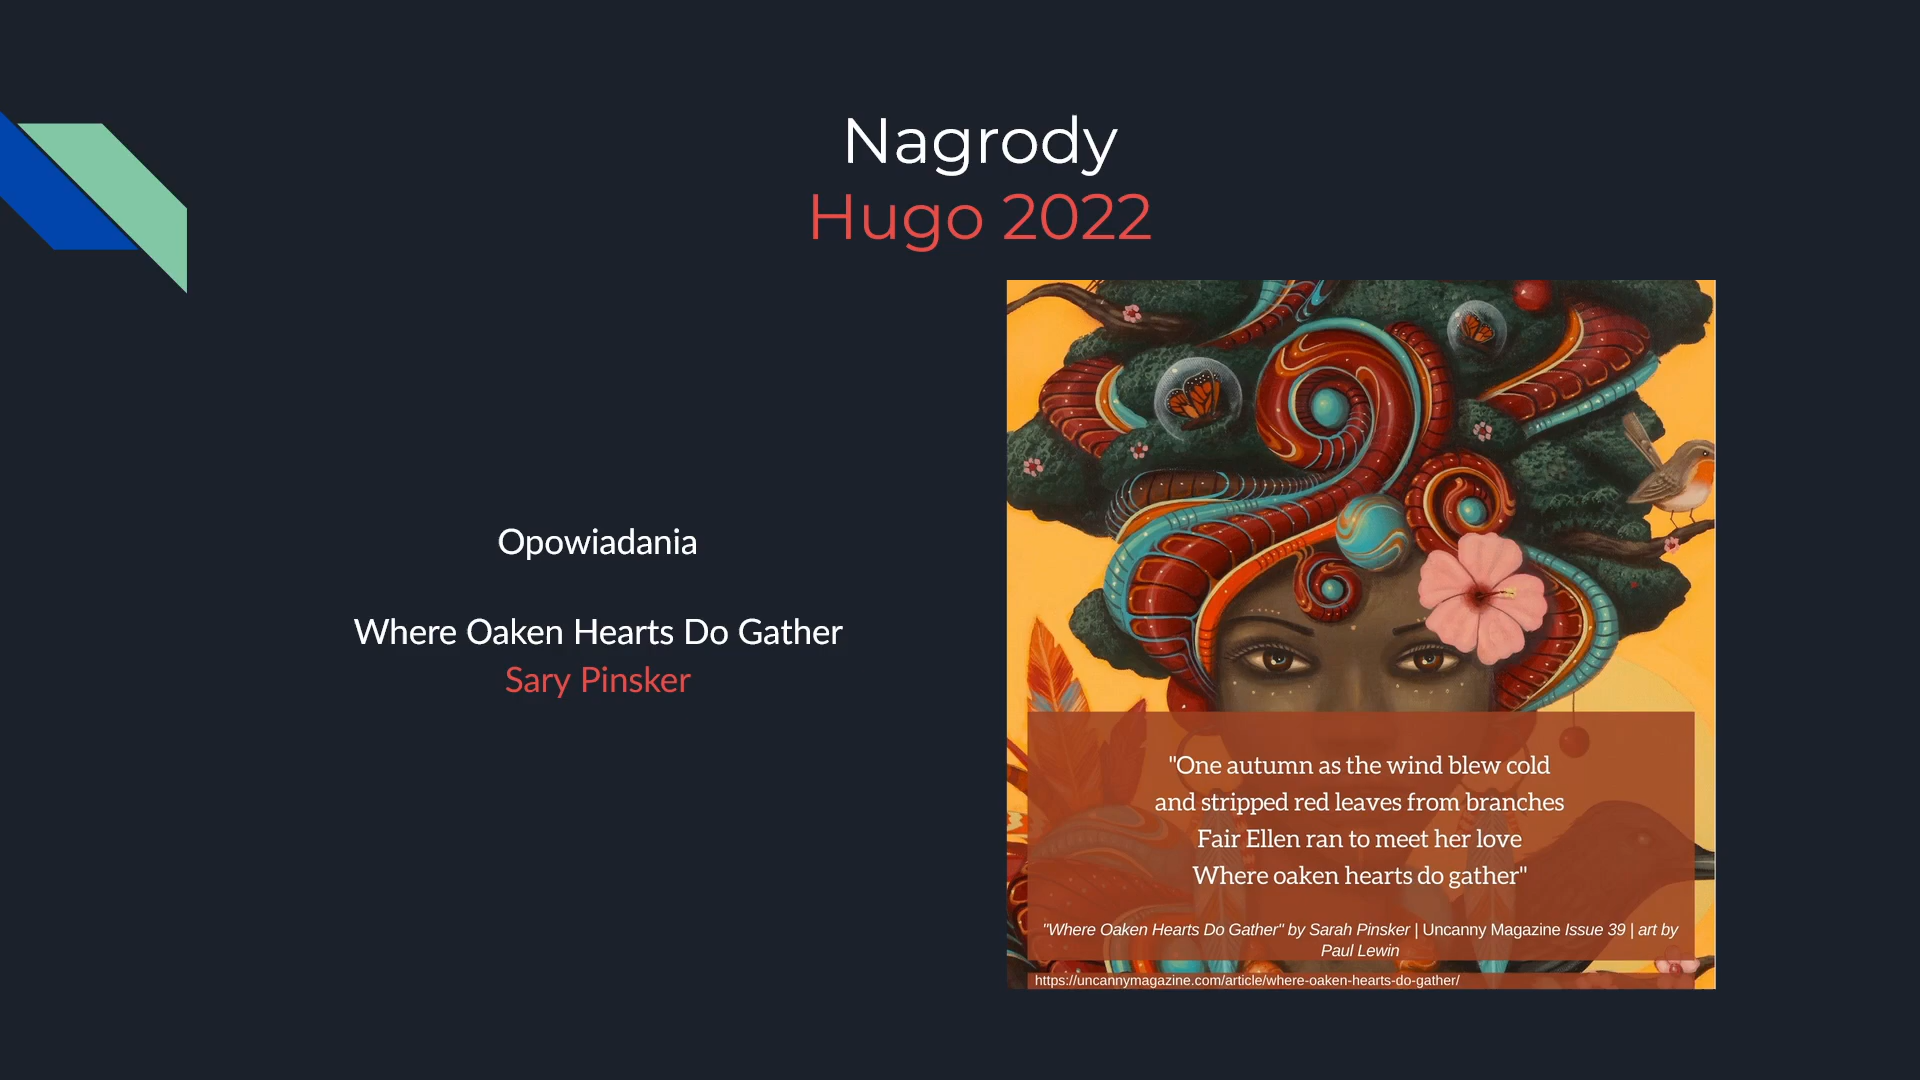 Nagrody
Hugo 2022
Opowiadania
Where Oaken Hearts Do Gather
Sary Pinsker
"One autumn as the wind blew cold
and stripped red leaves from branches
Fair Ellen ran to meet her love
Where oaken hearts do gather"
"Where Oaken Hearts Do Gather" by Sarah Pinsker | Uncanny Magazine Issue 39 | art by
Paul Lewin
https://uncannymagazine.com/article/where-oaken-hearts-do-gather/